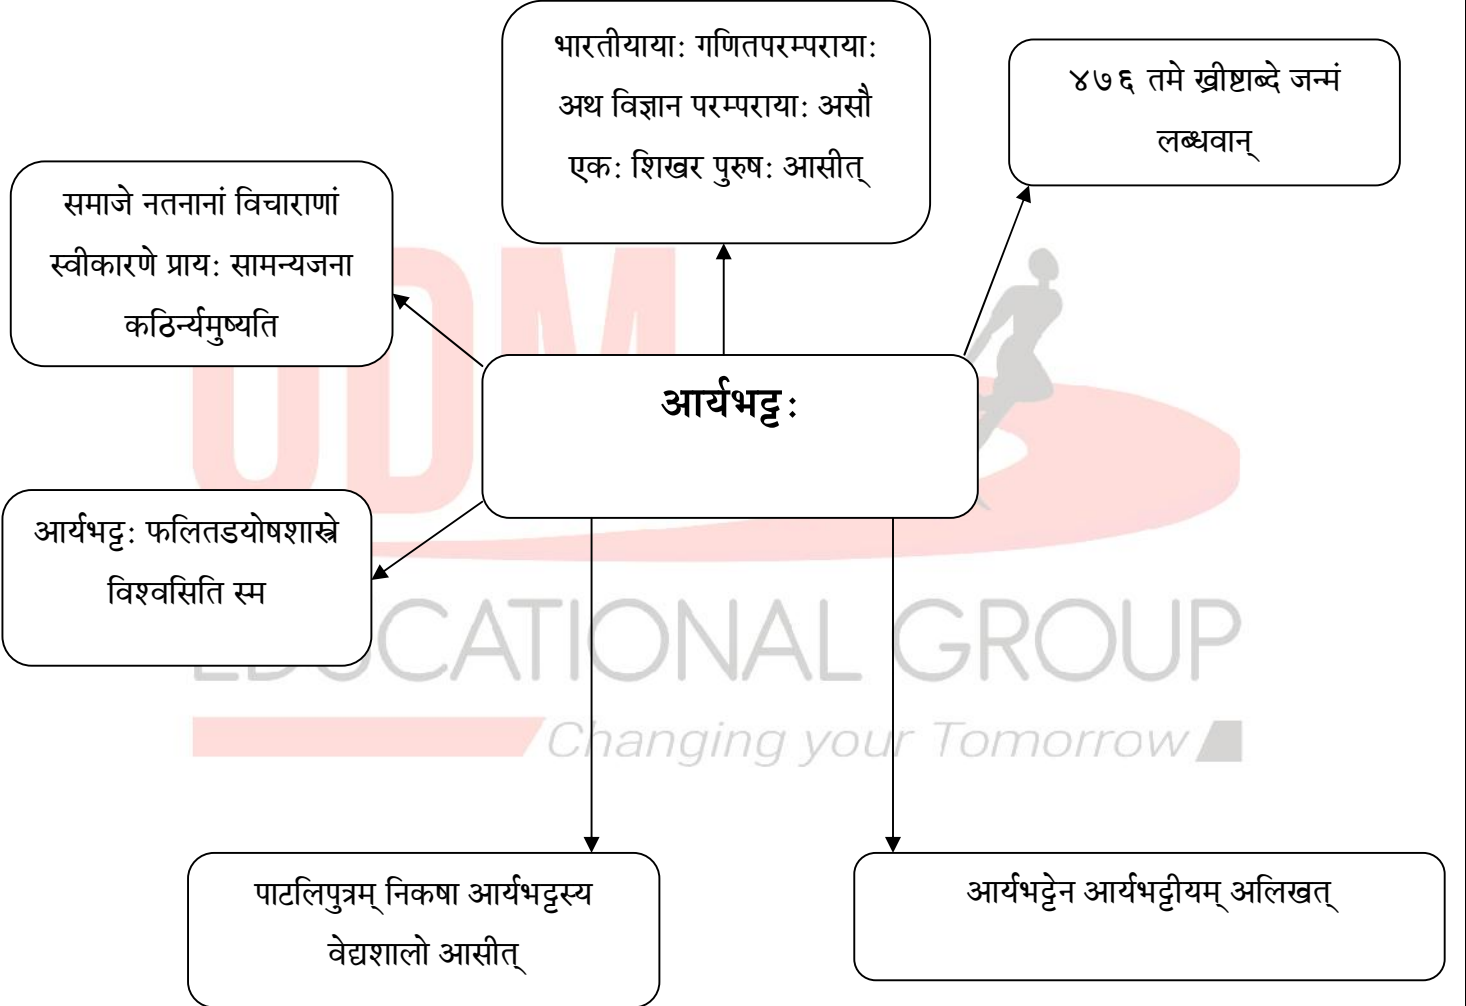 भारतीयायाः गणितपरम्परायाः
अथ विज्ञान परम्परायाः असौ
एकः शिखर पुरुषः आसीत्
४७६ तमे ख्रीष्टाब्दे जन्मं
लब्धवान्
समाजे नतनानां विचाराणां
स्वीकारणे प्रायः सामन्यजना
कठिर्न्यमुष्यति
आर्यभट्टः
आर्यभट्टः फलितडयोषशास्त्रे
विश्वसिति स्म
पाटलिपुत्रम् निकषा आर्यभट्टस्य
वेद्यशालो आसीत्
आर्यभट्टेन आर्यभट्टीयम् अलिखत्
ODM
EDUCATIONAL GROUP
Changing your Tomorrow